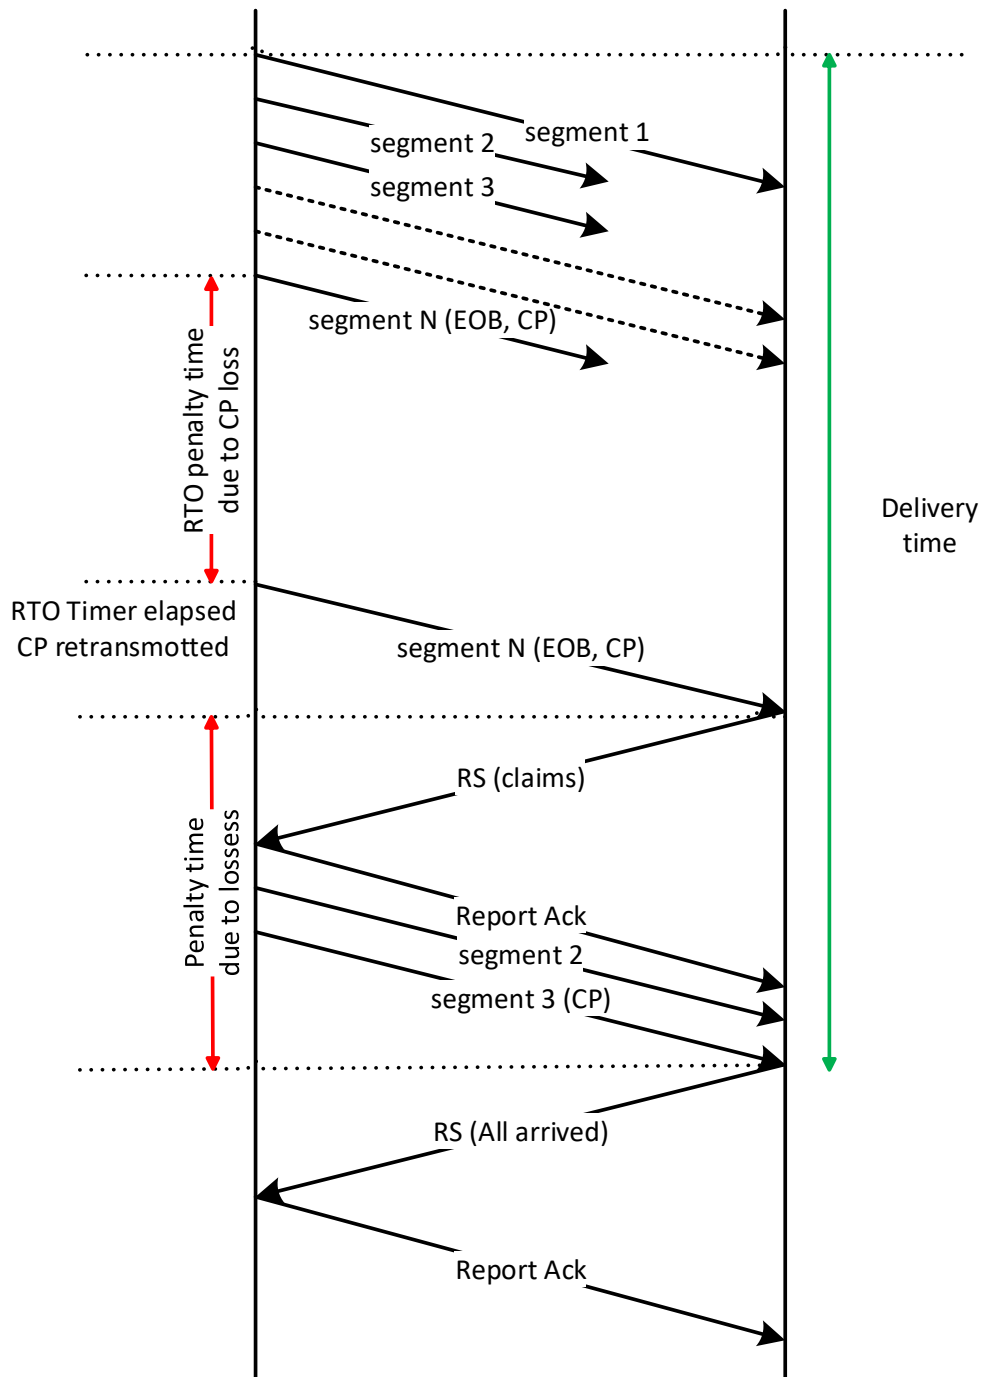 segment 1
segment 2
segment 3
segment N (EOB, CP)
RTO penalty time
due to CP loss
Delivery
time
RTO Timer elapsed
CP retransmotted
segment N (EOB, CP)
RS (claims)
Penalty time
due to lossess
Report Ack
segment 2
segment 3 (CP)
RS (All arrived)
Report Ack